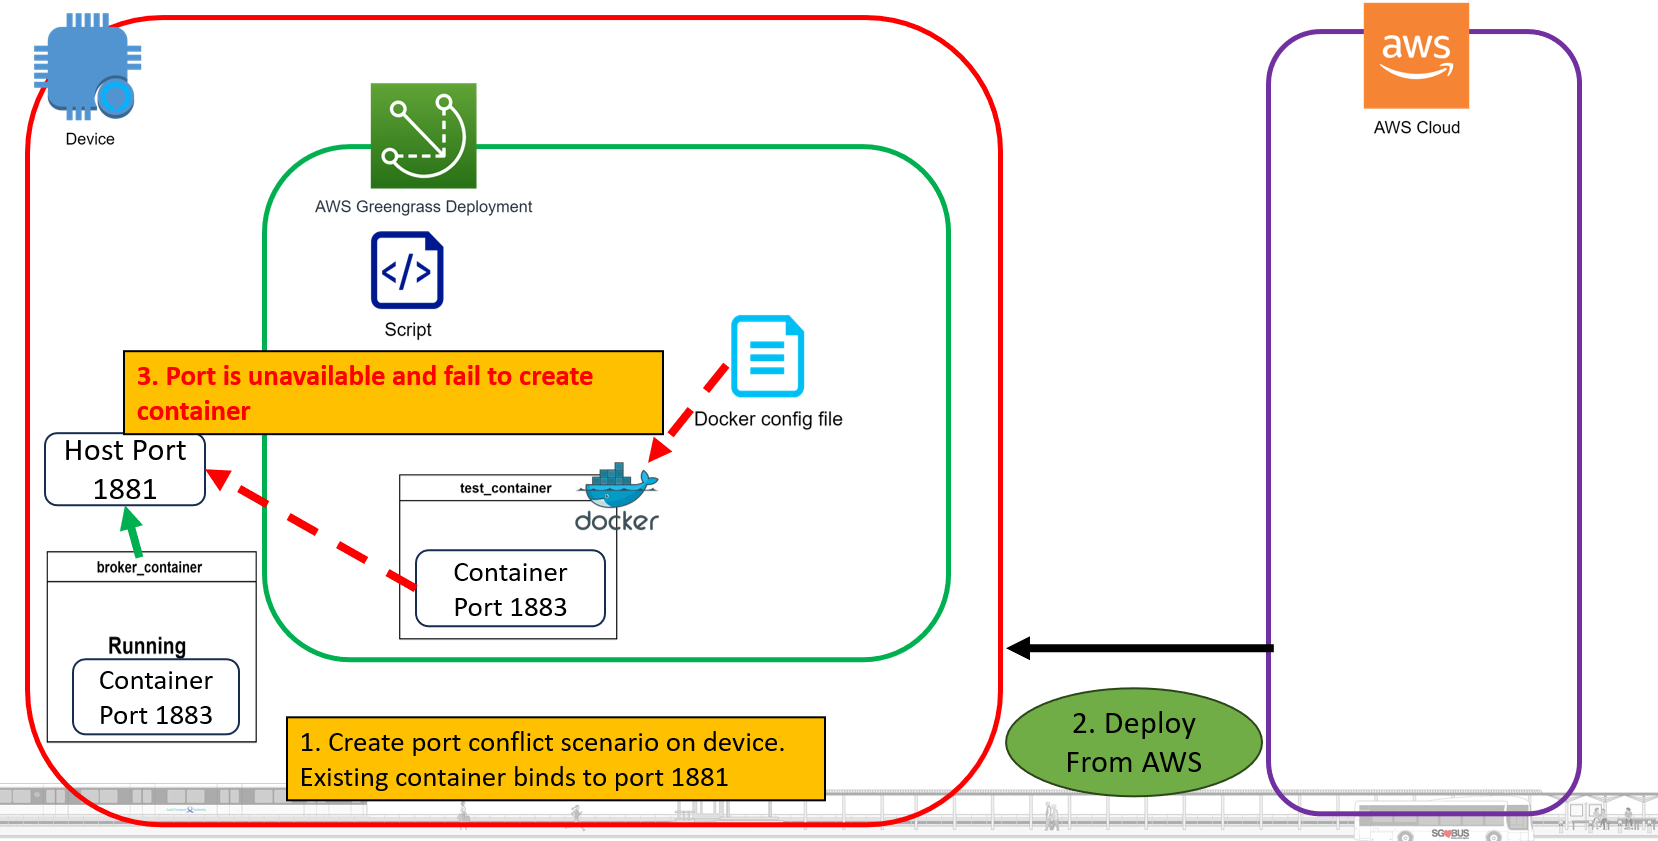 Device
aws
AWS Cloud
AWS Greengrass Deployment
</>
Script
3. Port is unavailable and fail to create
container
Docker config file
Host Port
1881
test_container
docker
Container
Port 1883
broker_container
Running
Container
Port 1883
1. Create port conflict scenario on device.
Existing container binds to port 1881
2. Deploy
From AWS
SG♥BUS